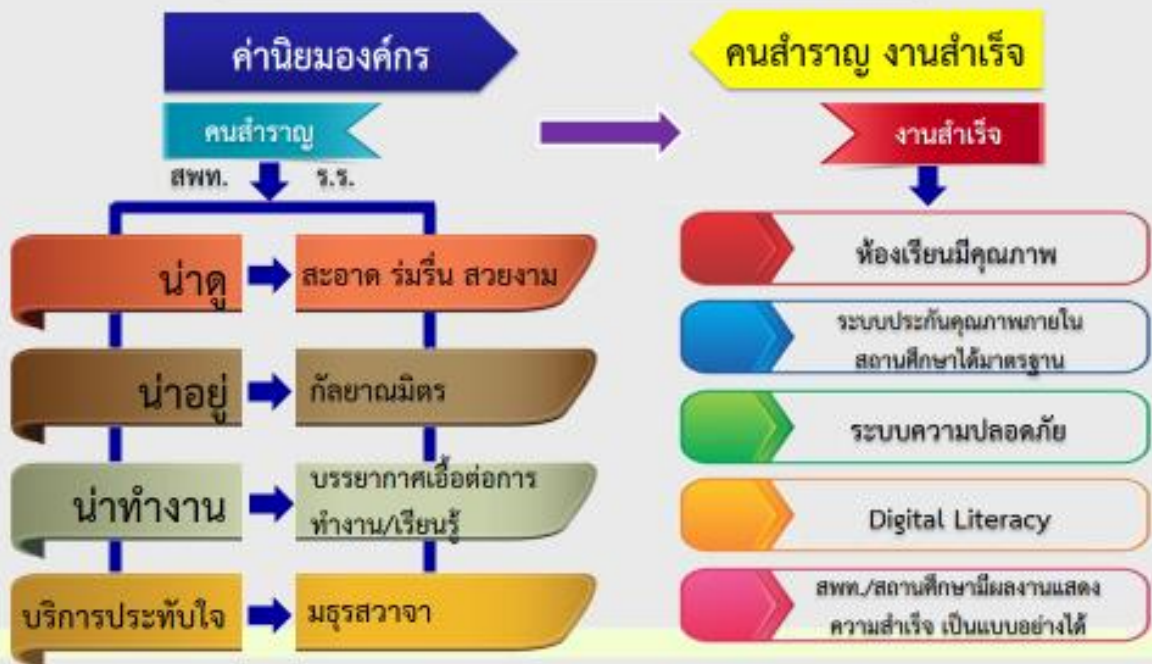 ค่านิยมองค์กร
คนสำราญ งานสำเร็จ
คนสำราญ
สพท.
ร.ร.
น่าดู
สะอาด ร่มรื่น สวยงาม
น่าอยู่
กัลยาณมิตร
น่าทำงาน
บรรยากาศเอื้อต่อการ
ทำงาน/เรียนรู้
บริการประทับใจ
มธุรสวาจา
งานสำเร็จ
ห้องเรียนมีคุณภาพ
ระบบประกันคุณภาพภายใน
สถานศึกษาได้มาตรฐาน
ระบบความปลอดภัย
Digital Literacy
สพท./สถานศึกษามีผลงานแสดง
ความสำเร็จ เป็นแบบอย่างได้